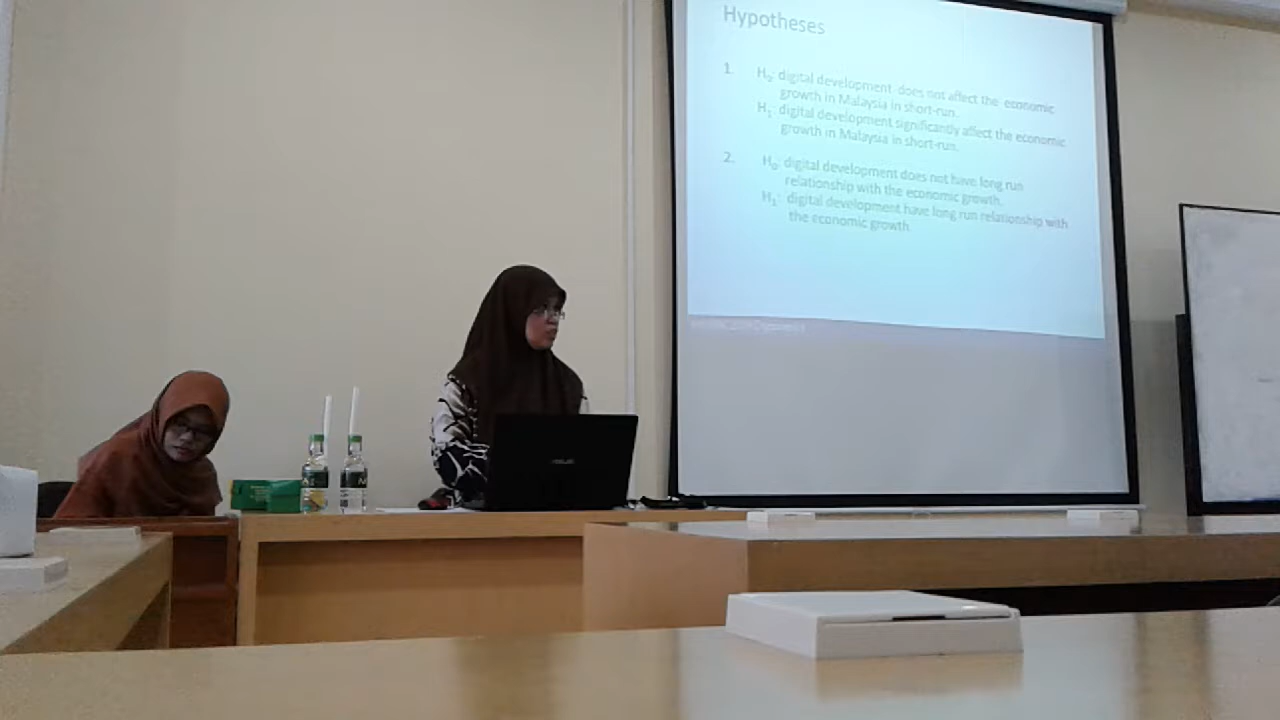 Hypotheses
1. H0: digital development does not affect the economic
growth in Malaysia in short-run.
H1: digital development significantly affect the economic
growth in Malaysia in short-run.
2. H0: digital development does not have long run
relationship with the economic growth.
H1: digital development have long run relationship with
the economic growth.
ASUS